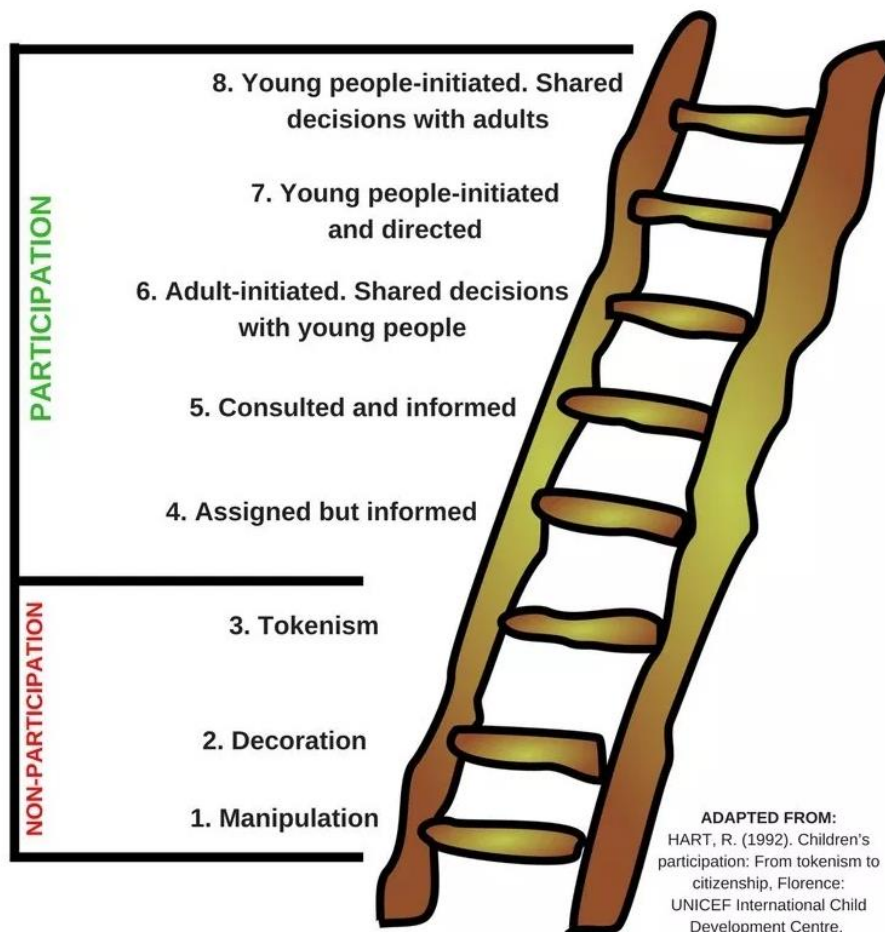 8. Young people-initiated. Shared
decisions with adults
7. Young people-initiated
and directed
6. Adult-initiated. Shared decisions
with young people
5. Consulted and informed
4. Assigned but informed
3. Tokenism
2. Decoration
1. Manipulation
PARTICIPATION
NON-PARTICIPATION
ADAPTED FROM:
HART, R. (1992). Children's
participation: From tokenism to
citizenship, Florence:
UNICEF International Child
Development Centre.